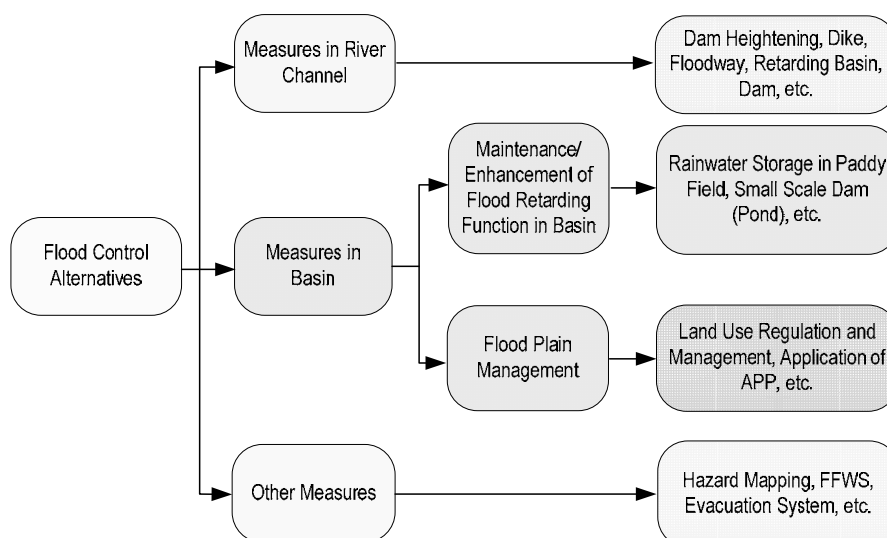 Measures in River
Channel
Dam Heightening, Dike,
Floodway, Retarding Basin,
Dam, etc.
Maintenance/
Enhancement of
Flood Retarding
Function in Basin
Rainwater Storage in Paddy
Field, Small Scale Dam
(Pond), etc.
Flood Control
Alternatives
Measures in
Basin
Flood Plain
Management
Land Use Regulation and
Management, Application of
APP, etc.
Other Measures
Hazard Mapping, FFWS,
Evacuation System, etc.